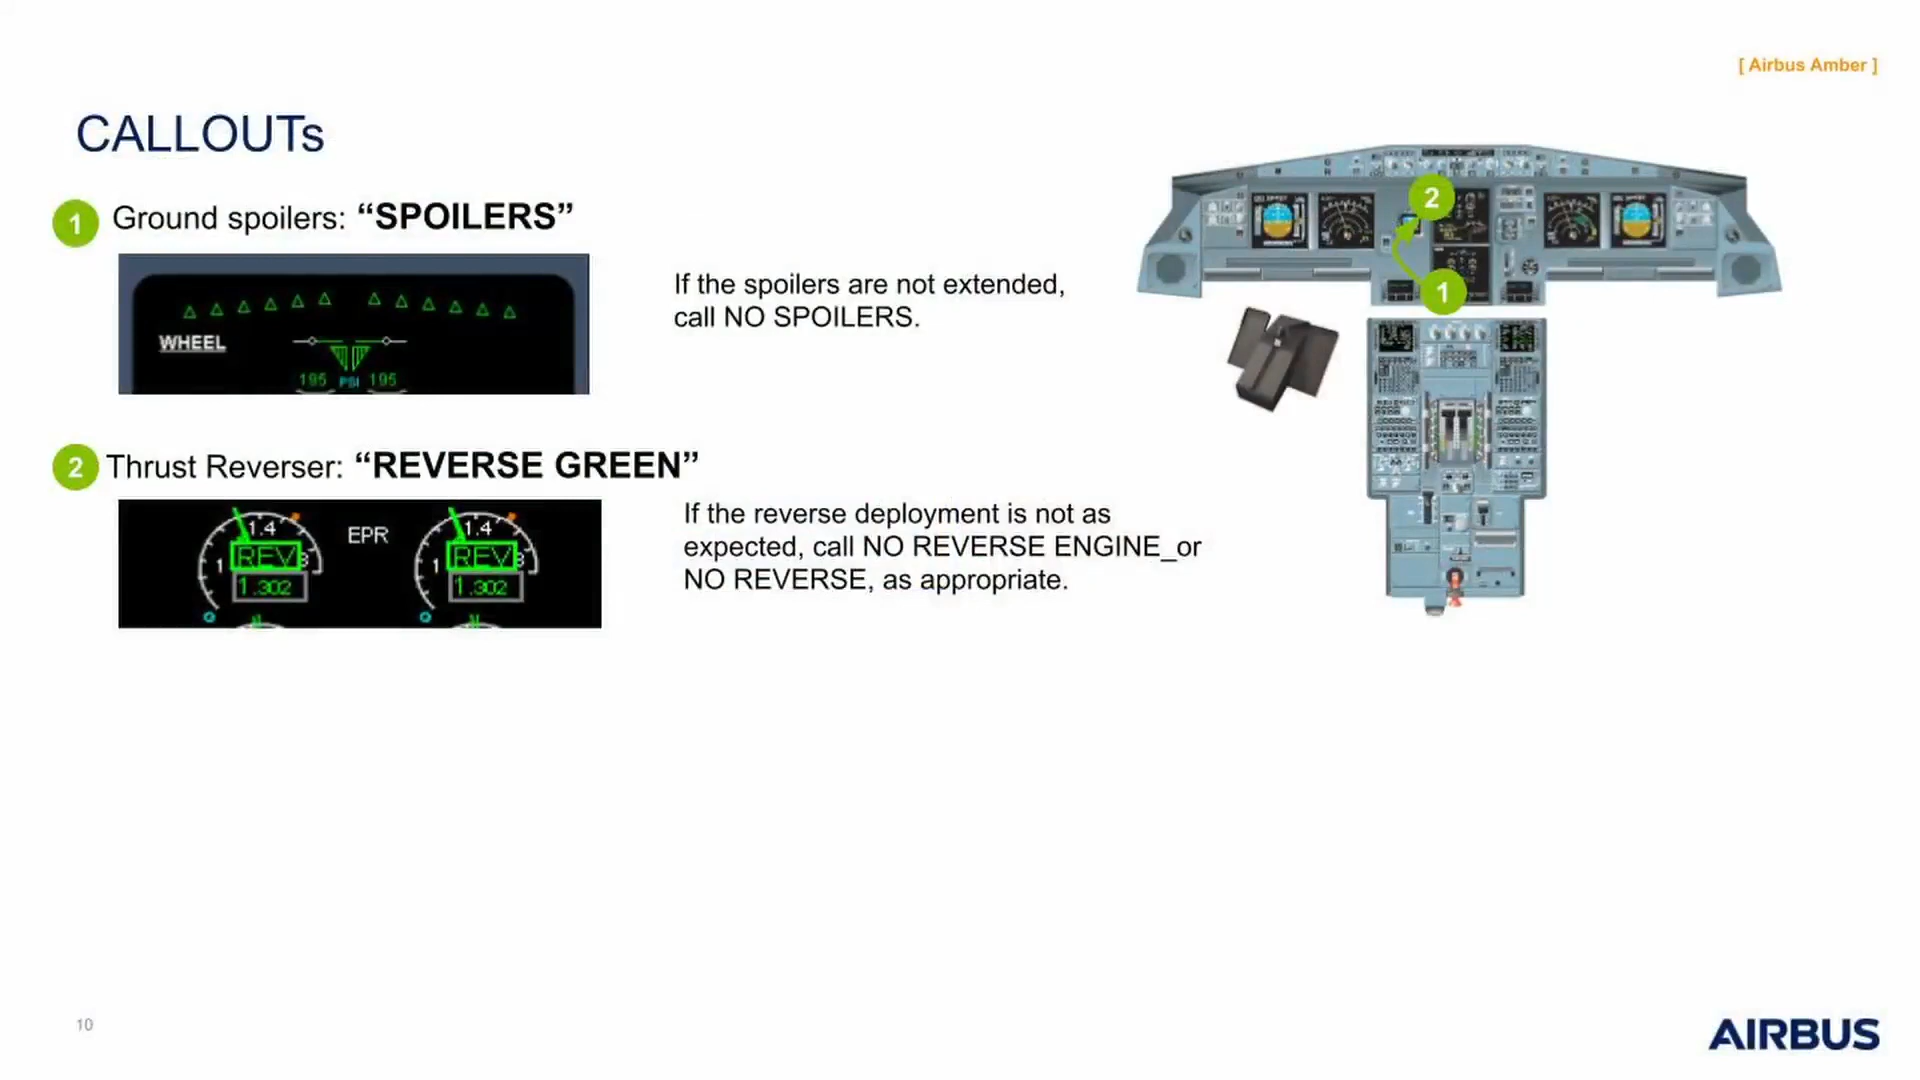 [ Airbus Amber ]
CALLOUTs
1 Ground spoilers: “SPOILERS”
WHEEL
195 PSI 195
If the spoilers are not extended,
call NO SPOILERS.
2
1
2 Thrust Reverser: “REVERSE GREEN”
1.4 EPR 1.4
1 REV 3 1 REV 3
1.302 1.302
If the reverse deployment is not as
expected, call NO REVERSE ENGINE_or
NO REVERSE, as appropriate.
10
AIRBUS